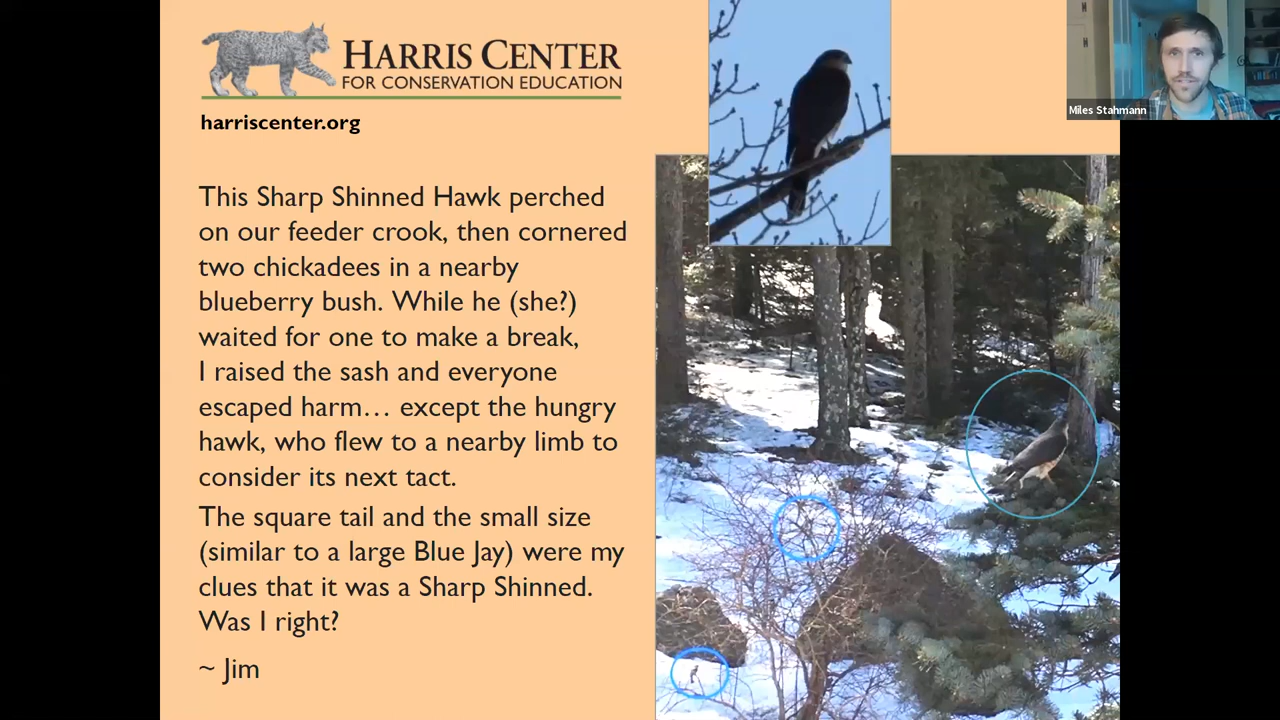 HARRIS CENTER
FOR CONSERVATION EDUCATION
harriscenter.org
Miles Stahmann
This Sharp Shinned Hawk perched
on our feeder crook, then cornered
two chickadees in a nearby
blueberry bush. While he (she?)
waited for one to make a break,
I raised the sash and everyone
escaped harm… except the hungry
hawk, who flew to a nearby limb to
consider its next tact.
The square tail and the small size
(similar to a large Blue Jay) were my
clues that it was a Sharp Shinned.
Was I right?
~ Jim